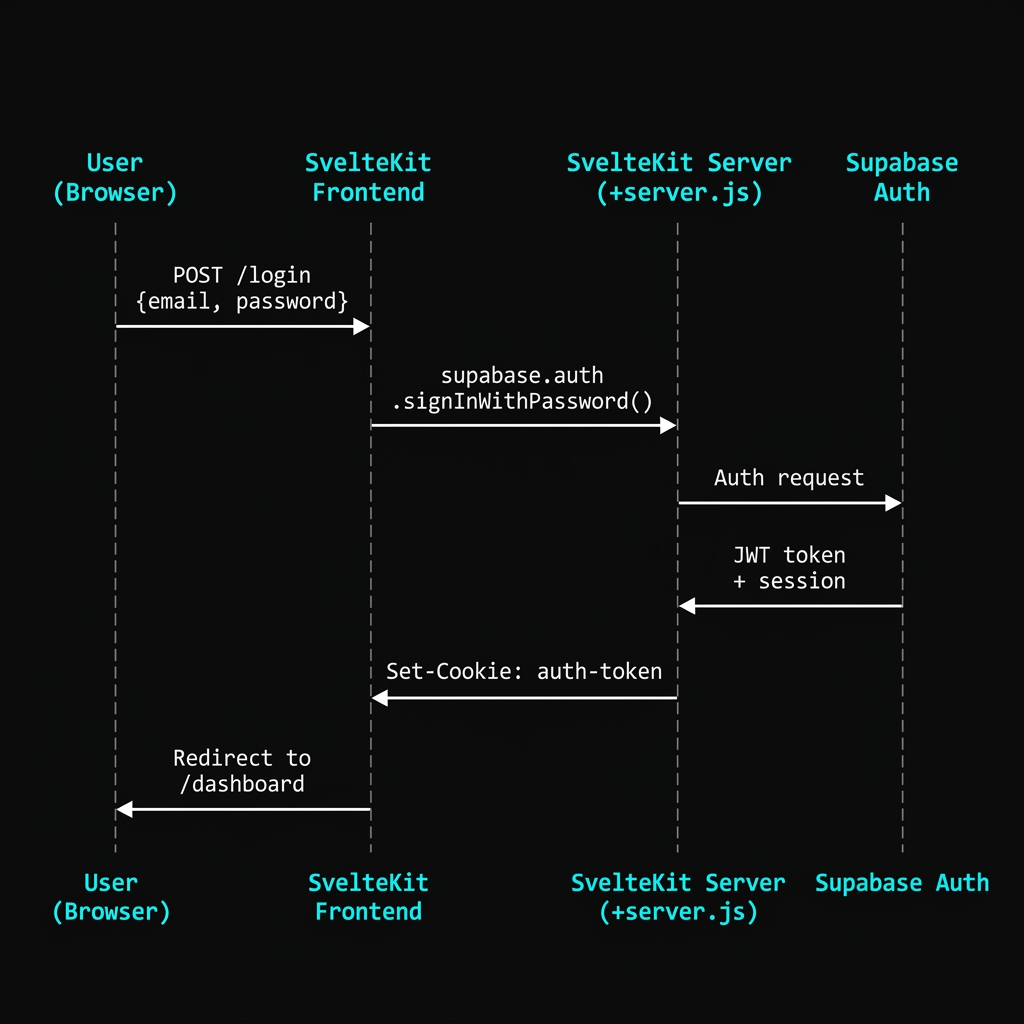 User
(Browser)
SvelteKit
Frontend
SvelteKit Server
(+server.js)
Supabase
Auth
POST /login
{email, password}
supabase.auth
.signInWithPassword()
Auth request
JWT token
+ session
Set-Cookie: auth-token
Redirect to
/dashboard
User
(Browser)
SvelteKit
Frontend
SvelteKit Server
(+server.js)
Supabase Auth